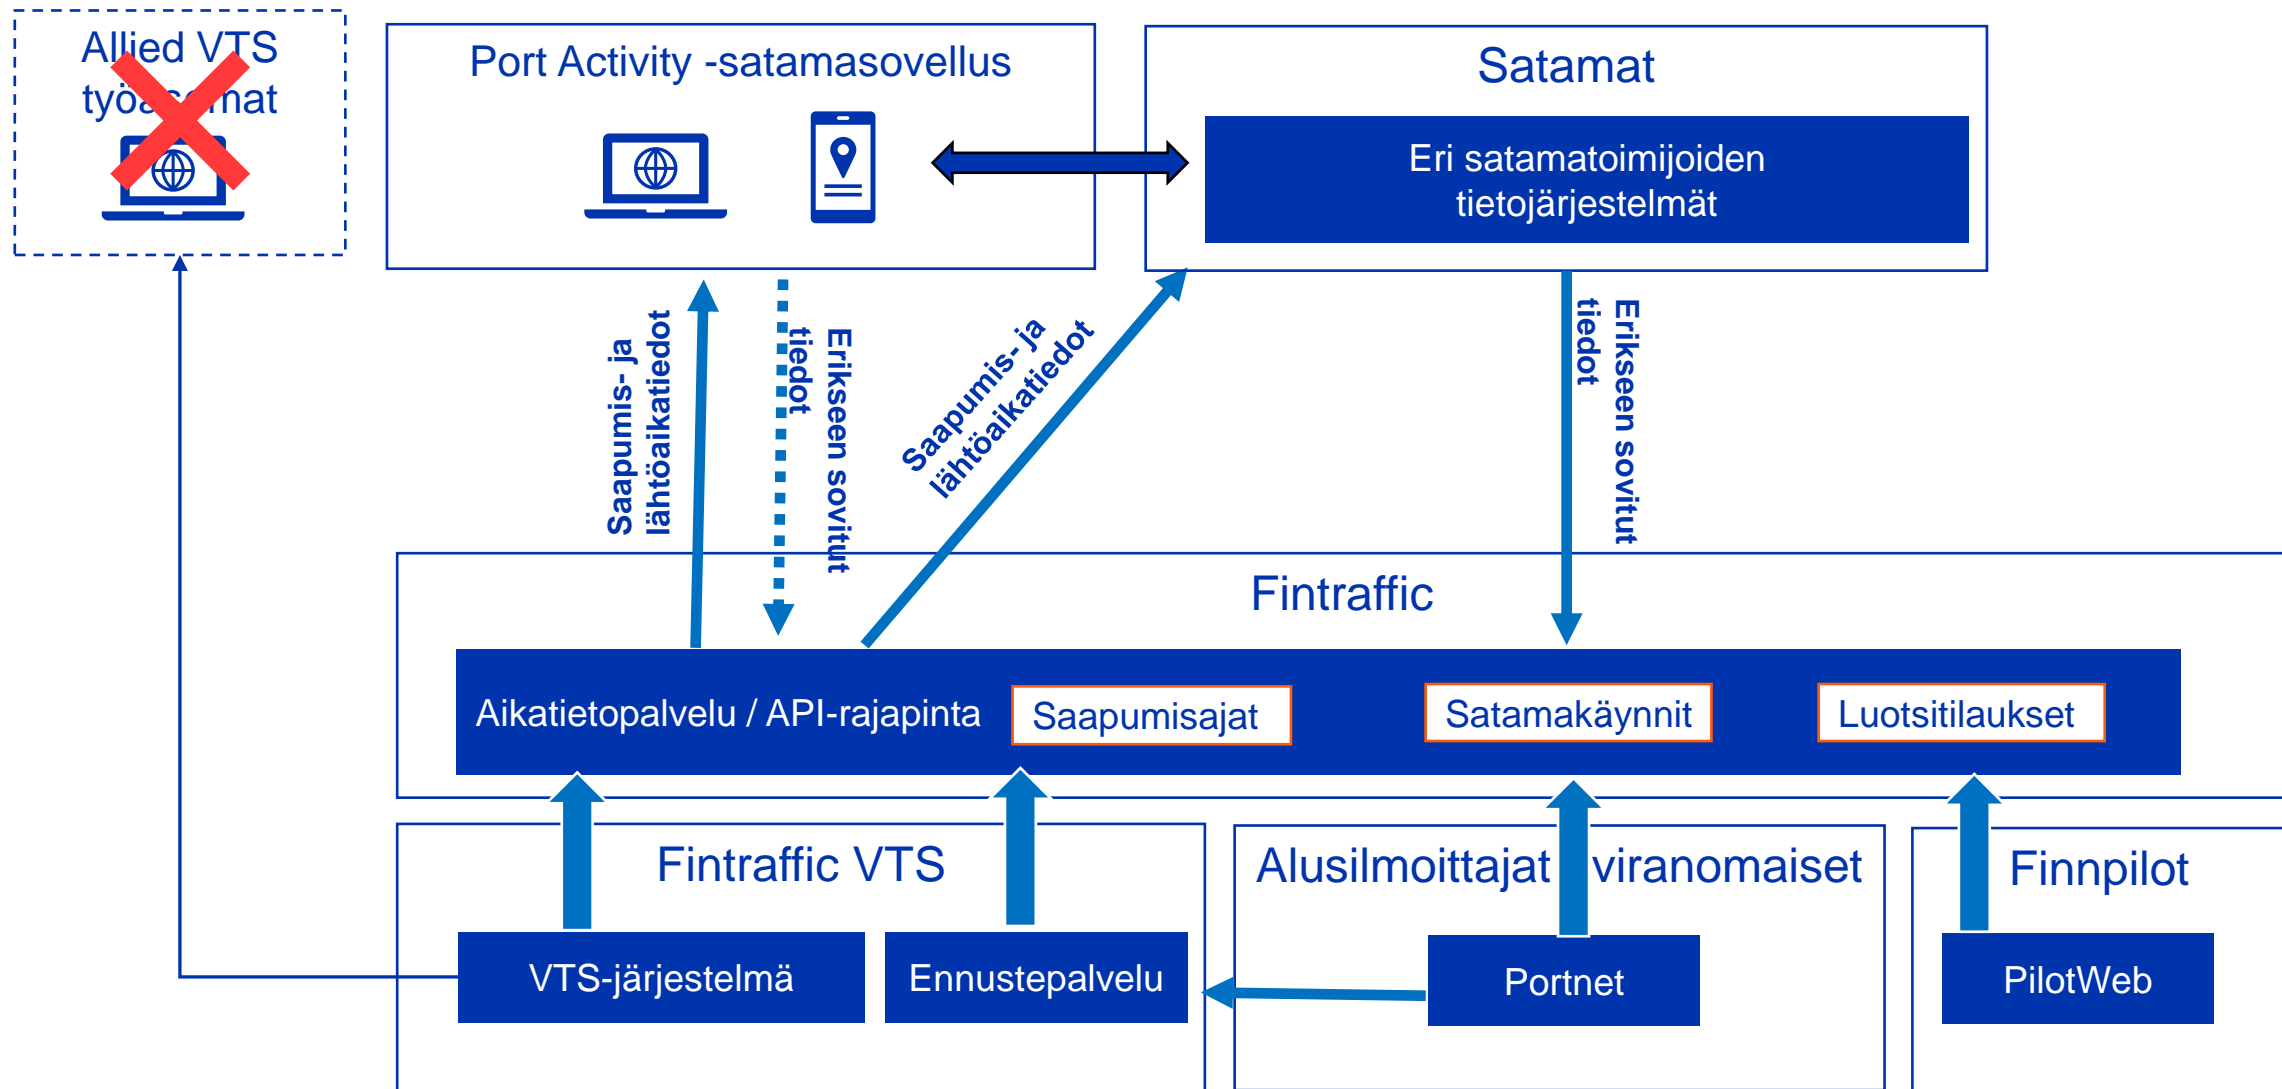 Allied VTS
työasemat
Port Activity -satamasovellus
Satamat
Eri satamatoimijoiden
tietojärjestelmät
Saapumis- ja
lähtöaikatiedot
Erikseen sovitut
tiedot
Saapumis- ja
lähtöaikatiedot
Erikseen sovitut
tiedot
Fintraffic
Aikatietopalvelu / API-rajapinta
Saapumisajat
Satamakäynnit
Luotsitilaukset
Fintraffic VTS
Alusilmoittajat viranomaiset
Finnpilot
VTS-järjestelmä
Ennustepalvelu
Portnet
PilotWeb